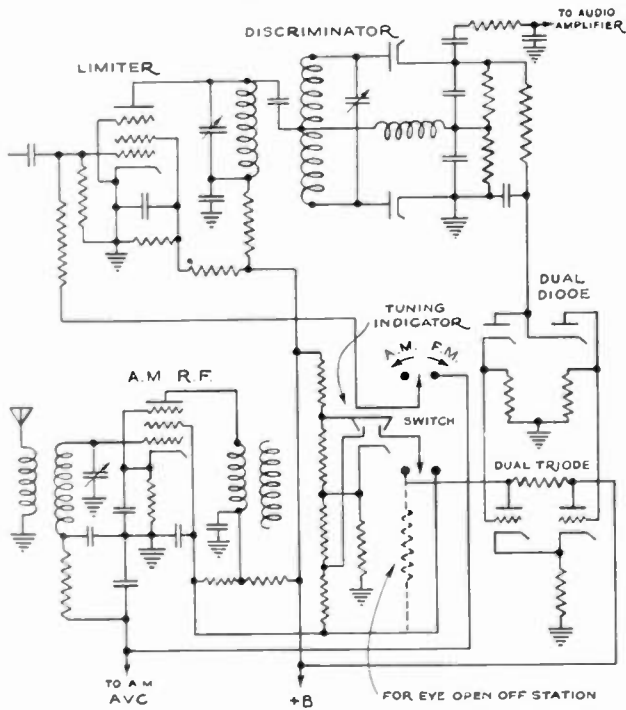 DISCRIMINATOR
TO AUDIO
AMPLIFIER
LIMITER
DUAL
DIODE
TUNING
INDICATOR
A.M. F.M.
A.M R.F.
SWITCH
DUAL TRIODE
TO A M
AVC
+B
FOR EYE OPEN OFF STATION